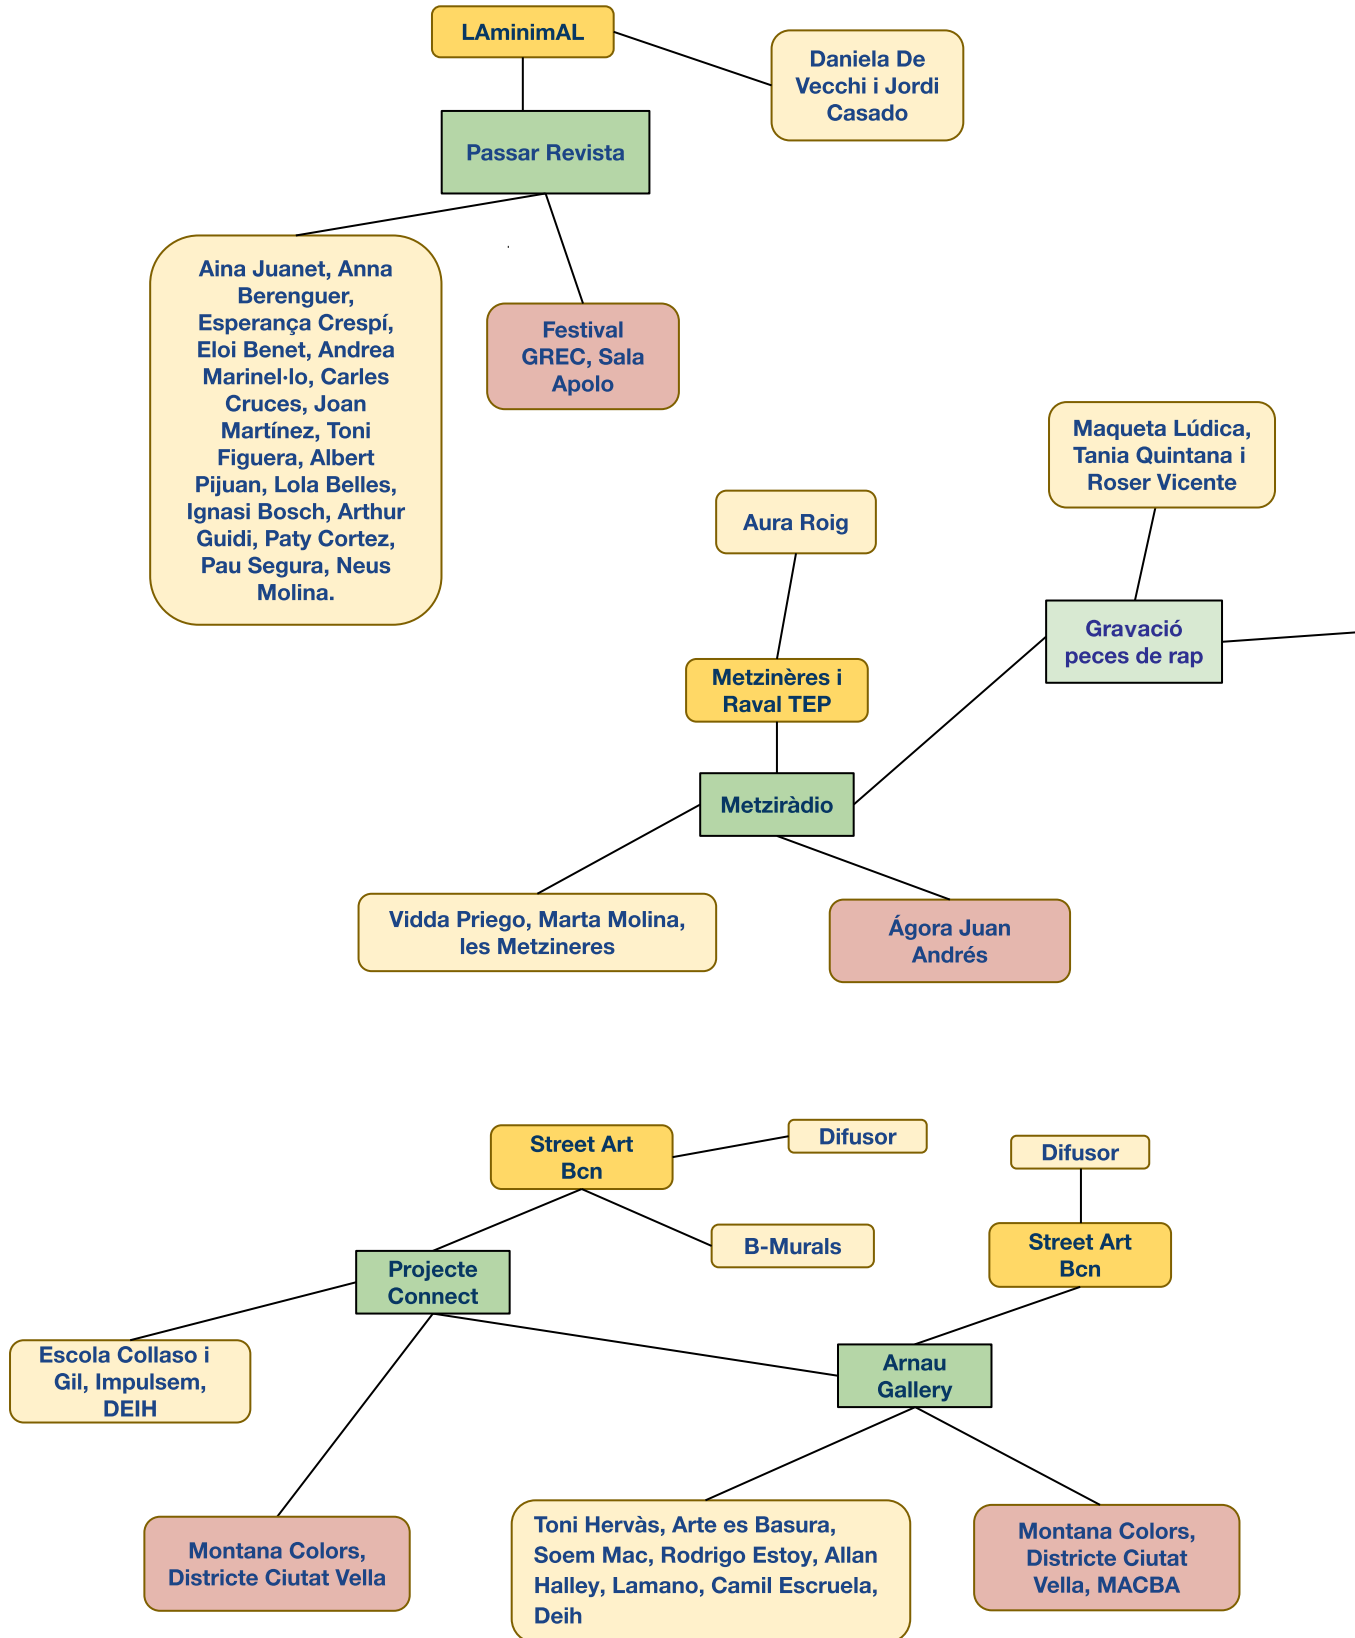 LAminimAL
Daniela De
Vecchi i Jordi
Casado
Passar Revista
Aina Juanet, Anna
Berenguer,
Esperança Crespí,
Eloi Benet, Andrea
Marinel·lo, Carles
Cruces, Joan
Martínez, Toni
Figuera, Albert
Pijuan, Lola Belles,
Ignasi Bosch, Arthur
Guidi, Paty Cortez,
Pau Segura, Neus
Molina.
Festival
GREC, Sala
Apolo
Maqueta Lúdica,
Tania Quintana i
Roser Vicente
Aura Roig
Gravació
peces de rap
Metzinères i
Raval TEP
Metziràdio
Vidda Priego, Marta Molina,
les Metzineres
Ágora Juan
Andrés
Street Art
Bcn
Difusor
B-Murals
Difusor
Street Art
Bcn
Projecte
Connect
Escola Collaso i
Gil, Impulsem,
DEIH
Arnau
Gallery
Montana Colors,
Districte Ciutat Vella
Toni Hervàs, Arte es Basura,
Soem Mac, Rodrigo Estoy, Allan
Halley, Lamano, Camil Escruela,
Deih
Montana Colors,
Districte Ciutat
Vella, MACBA